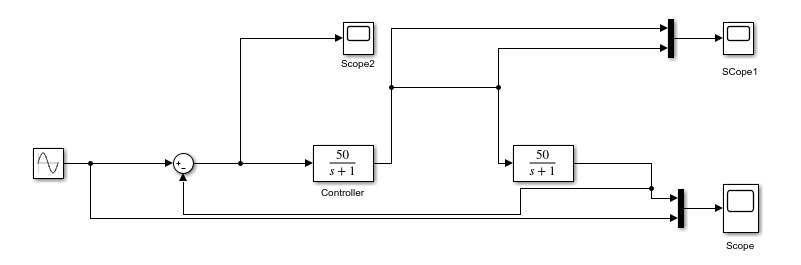 Scope2
SCope1
+
−
50
s + 1
Controller
50
s + 1
Scope